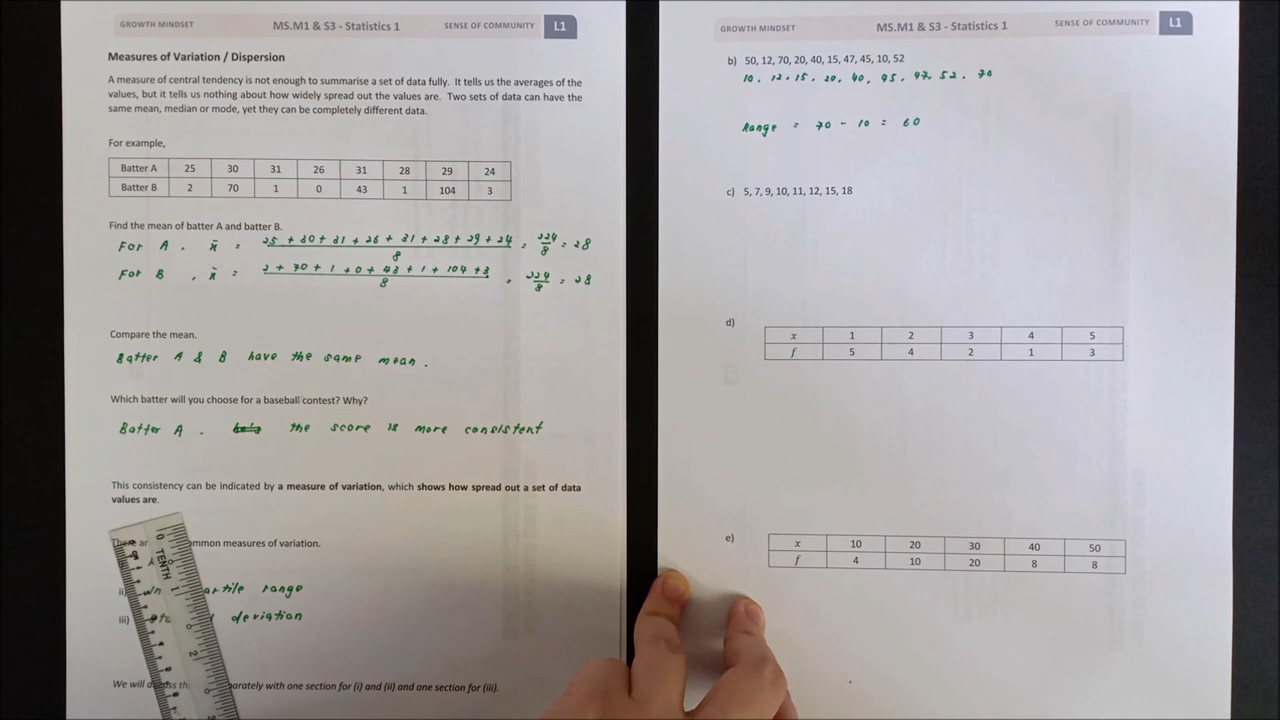 GROWTH MINDSET MS.M1 & S3 - Statistics 1 SENSE OF COMMUNITY L1
Measures of Variation / Dispersion
A measure of central tendency is not enough to summarise a set of data fully. It tells us the averages of the
values, but it tells us nothing about how widely spread out the values are. Two sets of data can have the
same mean, median or mode, yet they can be completely different data.
For example,
Batter A 25 30 31 26 31 28 29 24
Batter B 2 70 1 0 43 1 104 3
Find the mean of batter A and batter B.
For A , x̄ = 25 + 30 + 31 + 26 + 31 + 28 + 29 + 24 / 8 = 224/8 = 28
For B , x̄ = 2 + 70 + 1 + 0 + 43 + 1 + 104 + 3 / 8 = 224/8 = 28
Compare the mean.
Batter A & B have the same mean .
Which batter will you choose for a baseball contest? Why?
Batter A . the score is more consistent
This consistency can be indicated by a measure of variation, which shows how spread out a set of data
values are.
There mmon measures of variation.
ii) range
iii) deviation
We will separately with one section for (i) and (ii) and one section for (iii).
GROWTH MINDSET MS.M1 & S3 - Statistics 1 SENSE OF COMMUNITY L1
b) 50, 12, 70, 20, 40, 15, 47, 45, 10, 52
10 , 12 , 15 , 20 , 40 , 45 , 47 , 52 , 70
Range = 70 - 10 = 60
c) 5, 7, 9, 10, 11, 12, 15, 18
d)
x 1 2 3 4 5
f 5 4 2 1 3
e)
x 10 20 30 40 50
f 4 10 20 8 8